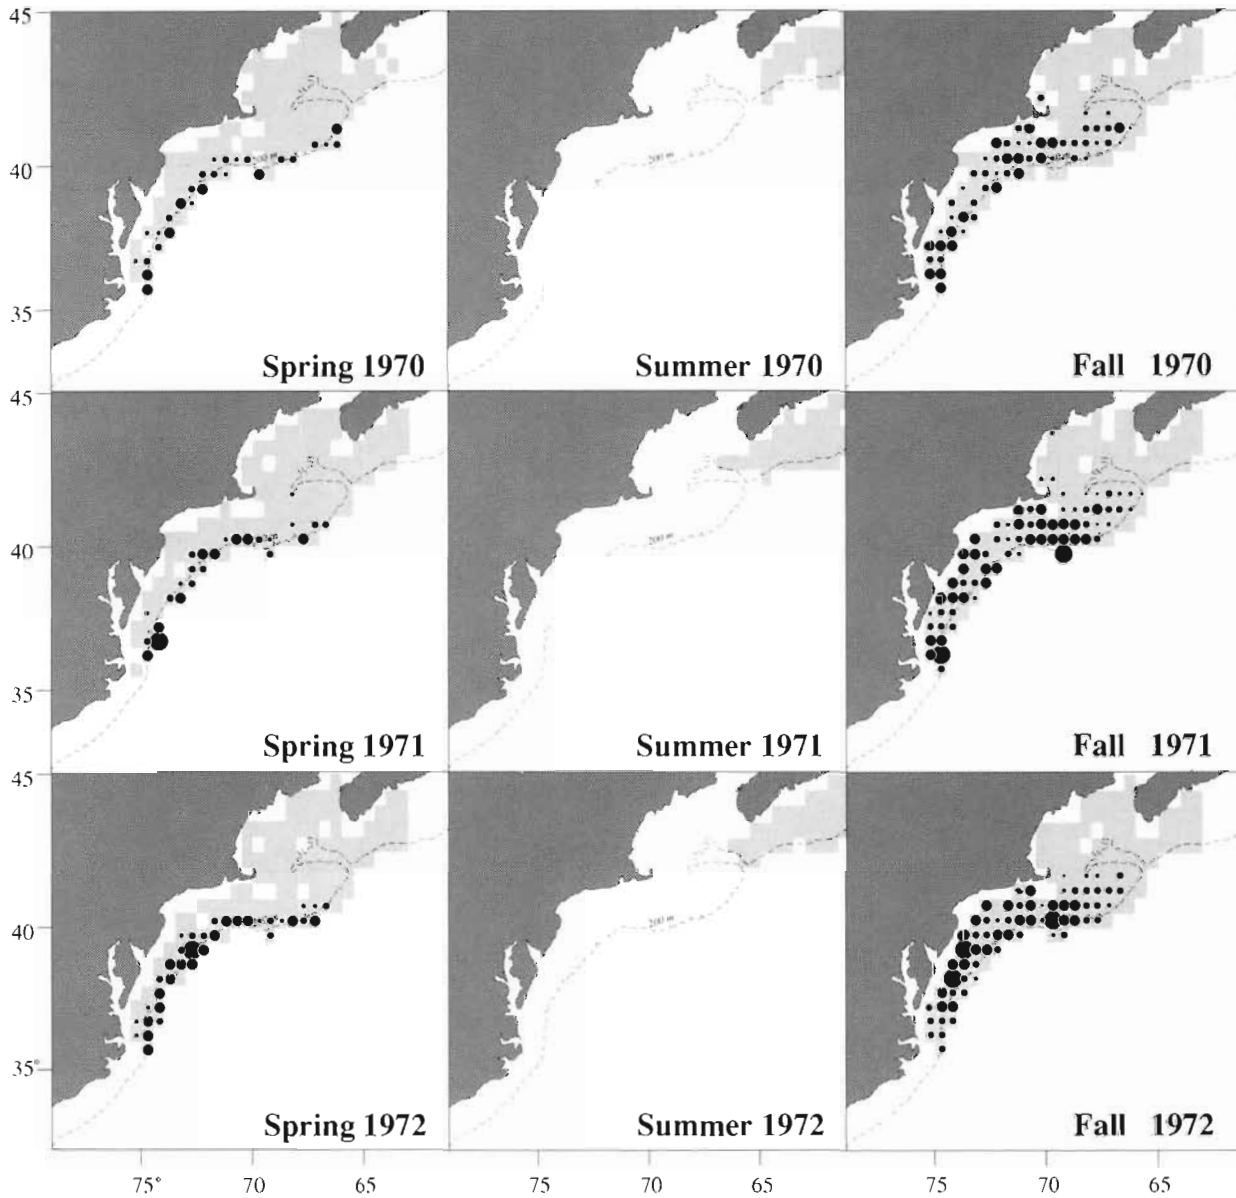 45
40
35
Spring 1970
Summer 1970
Fall 1970
45
40
35
200 m
Spring 1971
Summer 1971
Fall 1971
45
40
35°
200 m
Spring 1972
Summer 1972
Fall 1972
75° 70 65 75 70 65 75 70 65